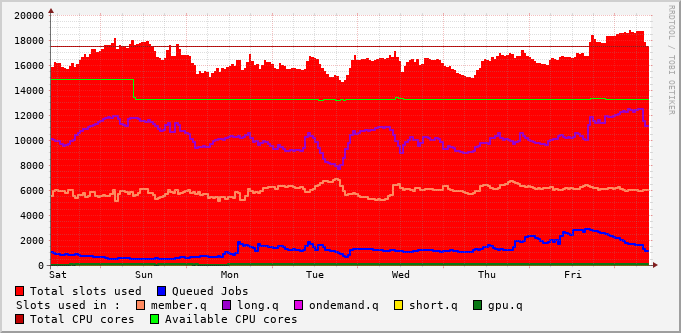 RRDTOOL / TOBI OETIKER
20000
18000
16000
14000
12000
10000
8000
6000
4000
2000
0
Sat Sun Mon Tue Wed Thu Fri
Total slots used Queued Jobs
Slots used in : member.q long.q ondemand.q short.q gpu.q
Total CPU cores
Available CPU cores